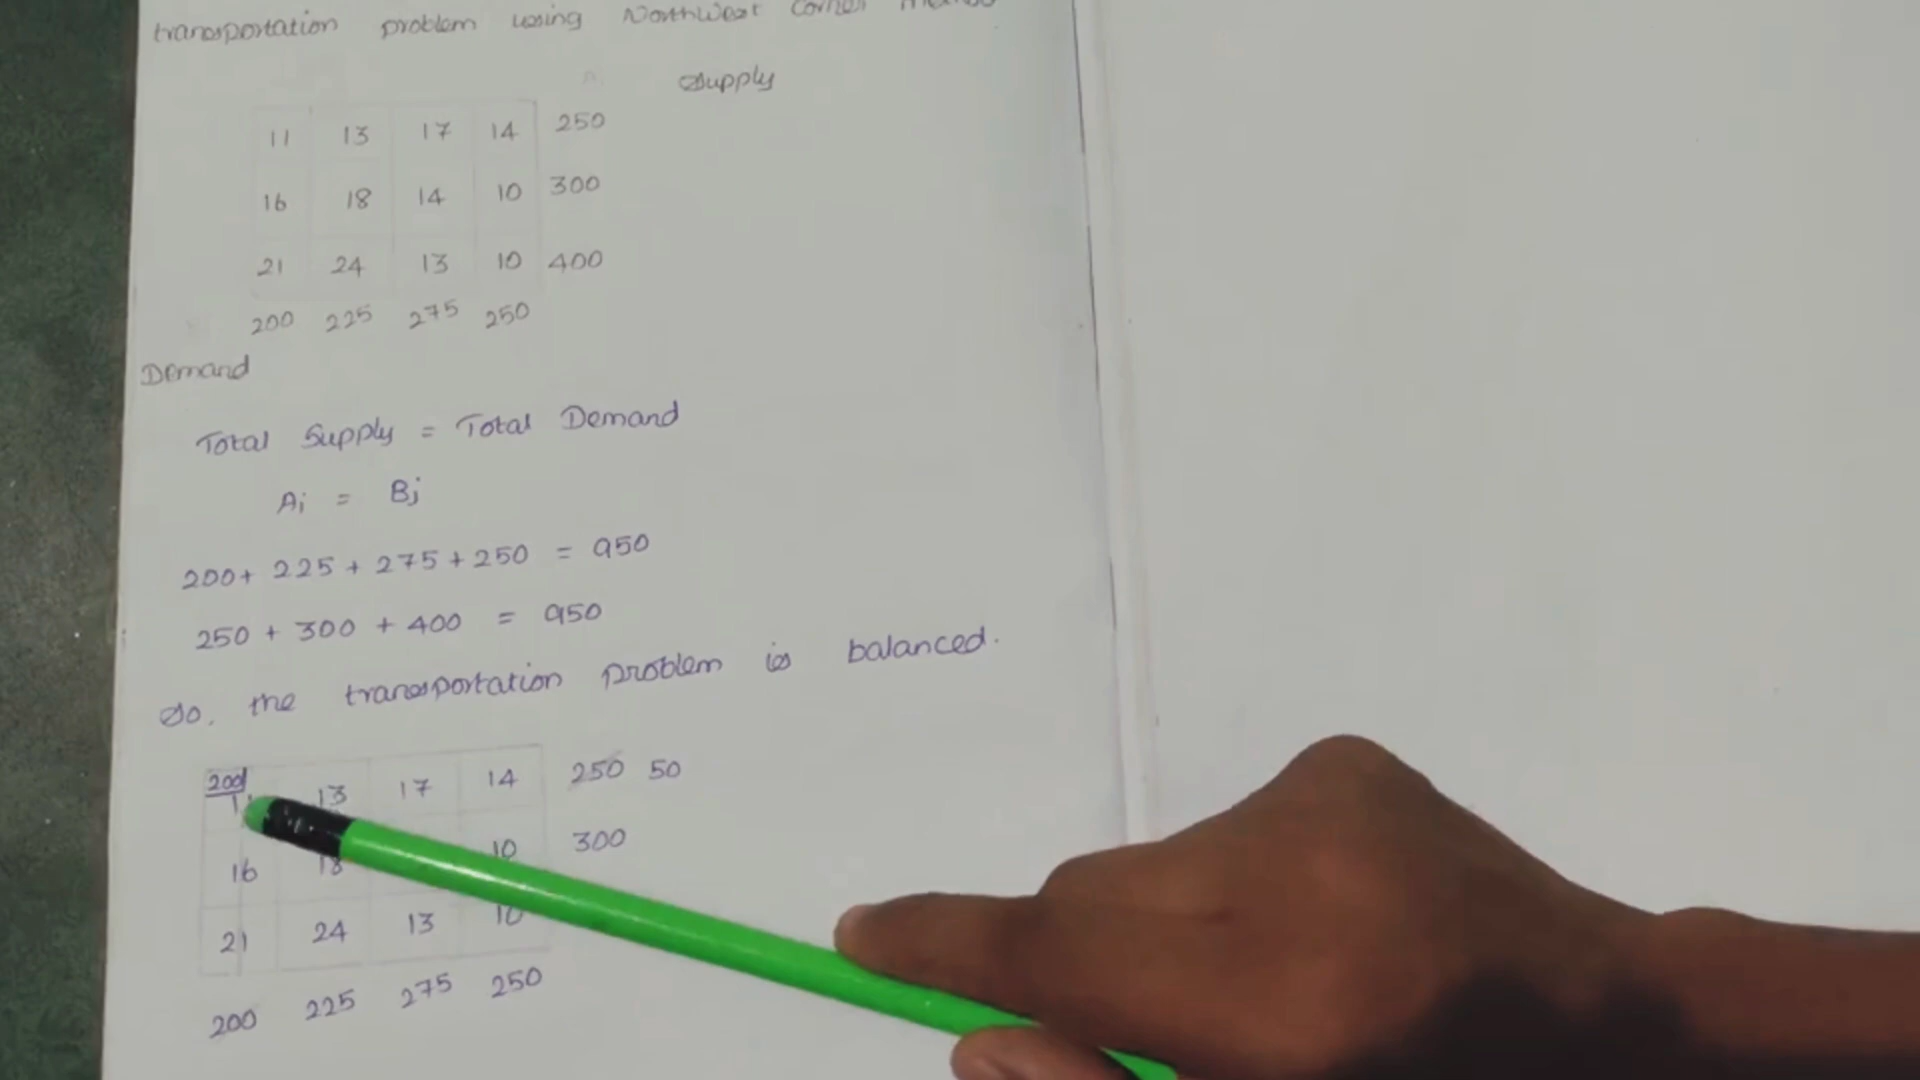 transportation problem using Northwest Corner
Supply
11 13 17 14 250
16 18 14 10 300
21 24 13 10 400
200 225 275 250
Demand
Total Supply = Total Demand
Ai = Bj
200+ 225 + 275 + 250 = 950
250 + 300 + 400 = 950
So, the transportation problem is balanced.
200
11 13 17 14 250 50
16 18 10 300
21 24 13 10
200 225 275 250